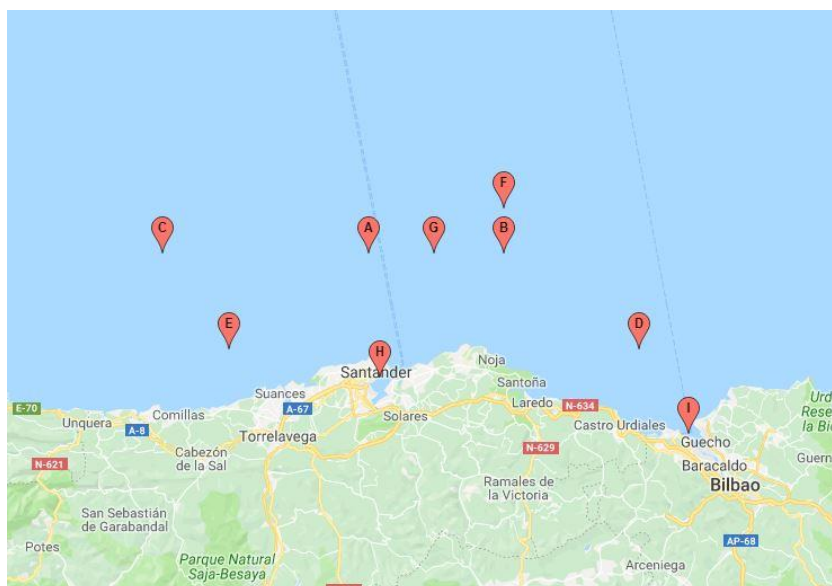 F
C
A
G
B
E
D
H
Santander
Noja
Suances
Santoña
E-70
Comillas
A-67
Solares
Laredo
N-634
I
Unquera
A-8
Castro Urdiales
Torrelavega
Guecho
Cabezón
de la Sal
N-629
Baracaldo
N-621
Ramales de
la Victoria
Bilbao
San Sebastián
de Garabandal
AP-68
Potes
Parque Natural
Saja-Besaya
Arceniega